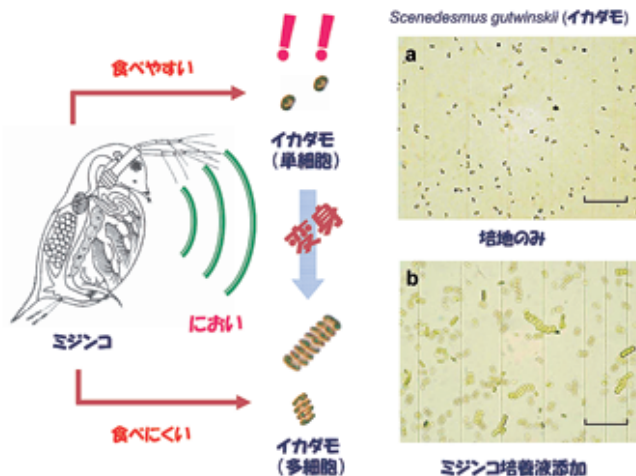 Scenedesmus gutwinskii (イカダモ)
!!
食べやすい
a
イカダモ
(単細胞)
培地のみ
変身
b
におい
ミジンコ
食べにくい
イカダモ
(多細胞)
ミジンコ培養液添加